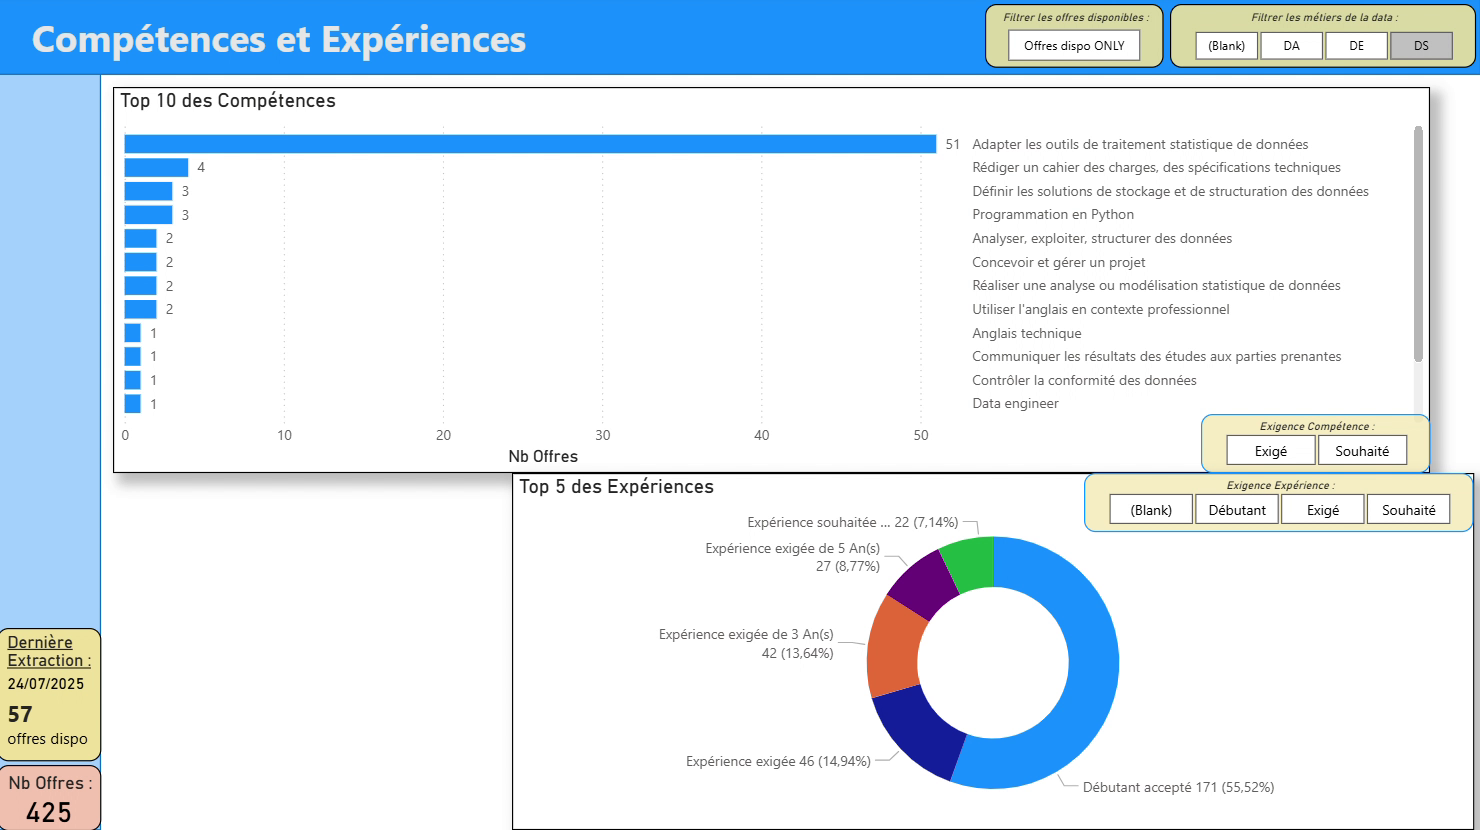 Compétences et Expériences
Filtrer les offres disponibles :
Offres dispo ONLY
Filtrer les métiers de la data :
(Blank)
DA
DE
DS
Top 10 des Compétences
51 Adapter les outils de traitement statistique de données
4 Rédiger un cahier des charges, des spécifications techniques
3 Définir les solutions de stockage et de structuration des données
3 Programmation en Python
2 Analyser, exploiter, structurer des données
2 Concevoir et gérer un projet
2 Réaliser une analyse ou modélisation statistique de données
2 Utiliser l'anglais en contexte professionnel
1 Anglais technique
1 Communiquer les résultats des études aux parties prenantes
1 Contrôler la conformité des données
1 Data engineer
0 10 20 30 40 50
Nb Offres
Exigence Compétence :
Exigé
Souhaité
Top 5 des Expériences
Exigence Expérience :
(Blank)
Débutant
Exigé
Souhaité
Expérience souhaitée ... 22 (7,14%)
Expérience exigée de 5 An(s)
27 (8,77%)
Expérience exigée de 3 An(s)
42 (13,64%)
Expérience exigée 46 (14,94%)
Débutant accepté 171 (55,52%)
Dernière
Extraction :
24/07/2025
57
offres dispo
Nb Offres :
425